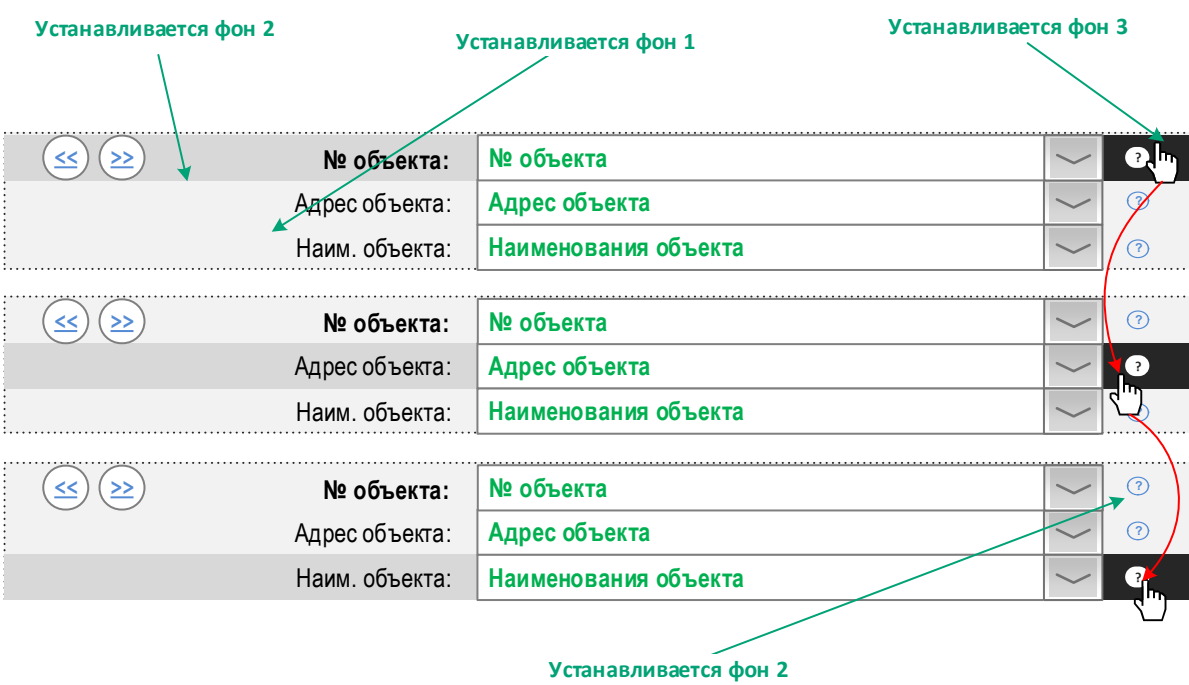 Устанавливается фон 2
Устанавливается фон 1
Устанавливается фон 3
<< >> № объекта: № объекта ?
Адрес объекта: Адрес объекта ?
Наим. объекта: Наименования объекта ?
<< >> № объекта: № объекта ?
Адрес объекта: Адрес объекта ?
Наим. объекта: Наименования объекта ?
<< >> № объекта: № объекта ?
Адрес объекта: Адрес объекта ?
Наим. объекта: Наименования объекта ?
Устанавливается фон 2